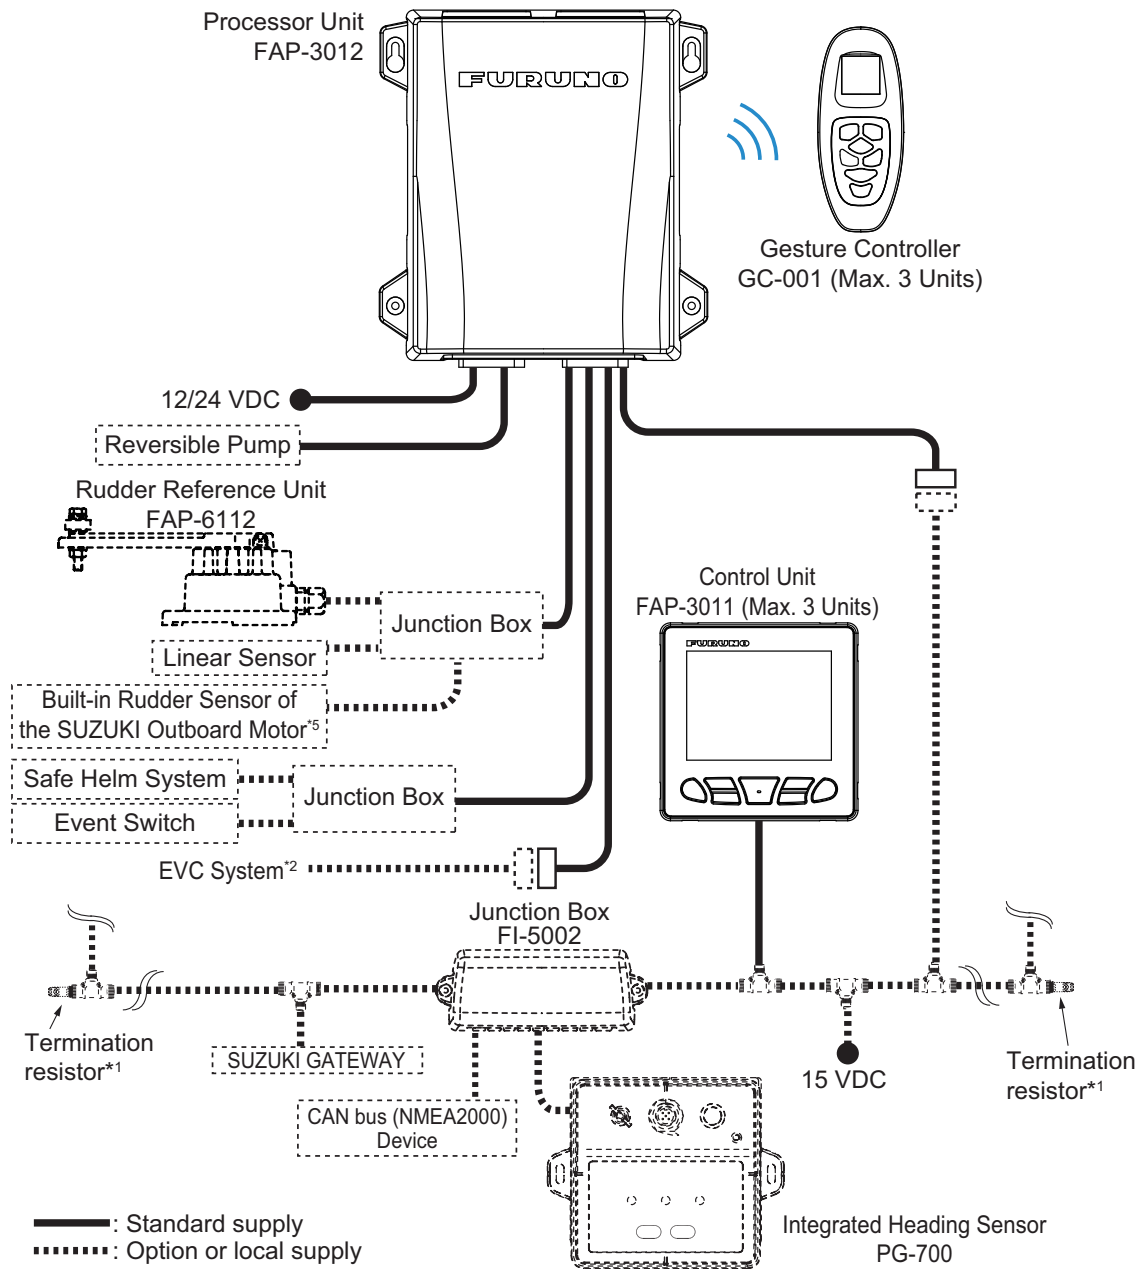 Processor Unit
FAP-3012
FURUNO
Gesture Controller
GC-001 (Max. 3 Units)
12/24 VDC
Reversible Pump
Rudder Reference Unit
FAP-6112
Control Unit
FAP-3011 (Max. 3 Units)
FURUNO
Junction Box
Linear Sensor
Built-in Rudder Sensor of
the SUZUKI Outboard Motor*5
Safe Helm System
Junction Box
Event Switch
EVC System*2
Junction Box
FI-5002
Termination
resistor*1
SUZUKI GATEWAY
15 VDC
Termination
resistor*1
CAN bus (NMEA2000)
Device
: Standard supply
: Option or local supply
Integrated Heading Sensor
PG-700